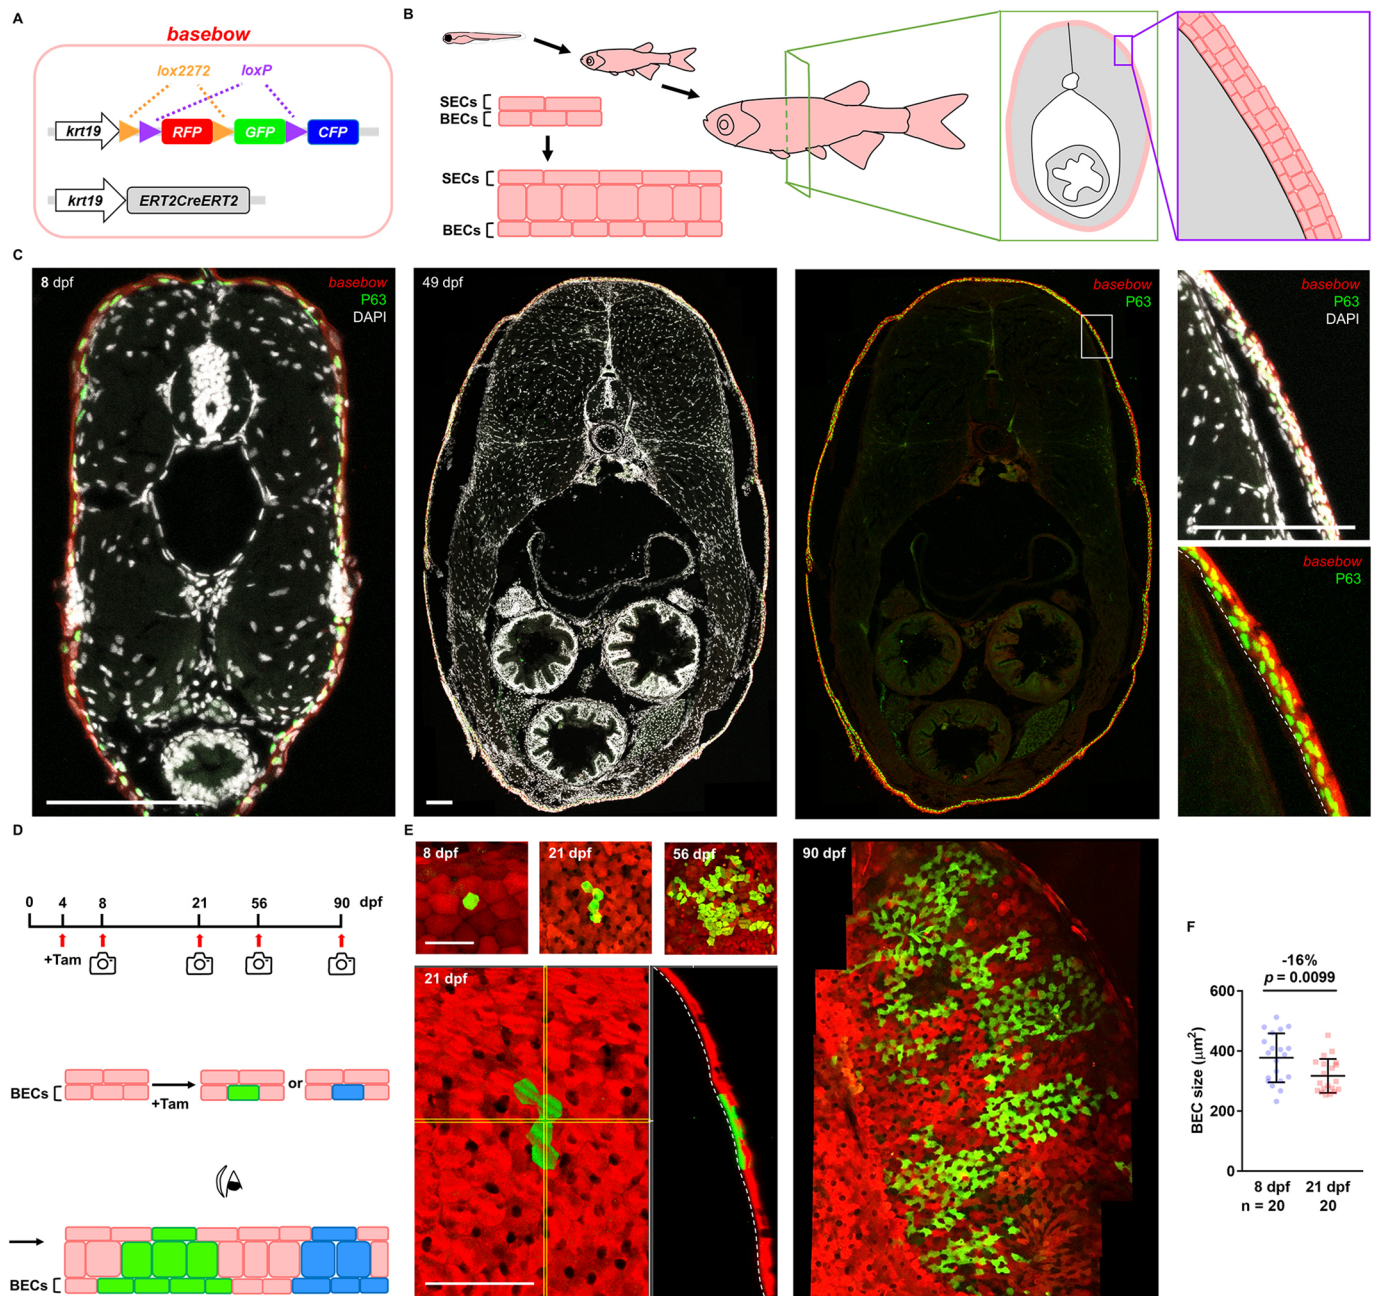 A
basebow
lox2272 loxP
krt19 RFP GFP CFP
krt19 ERT2CreERT2
B
SECs
BECs
SECs
BECs
C
8 dpf
basebow
P63
DAPI
49 dpf
basebow
P63
basebow
P63
DAPI
basebow
P63
D
0 4 8 21 56 90 dpf
+Tam
BECs
+Tam
or
BECs
E
8 dpf
21 dpf
56 dpf
90 dpf
21 dpf
F
-16%
p = 0.0099
600
400
200
0
BEC size (μm²)
8 dpf 21 dpf
n = 20 20